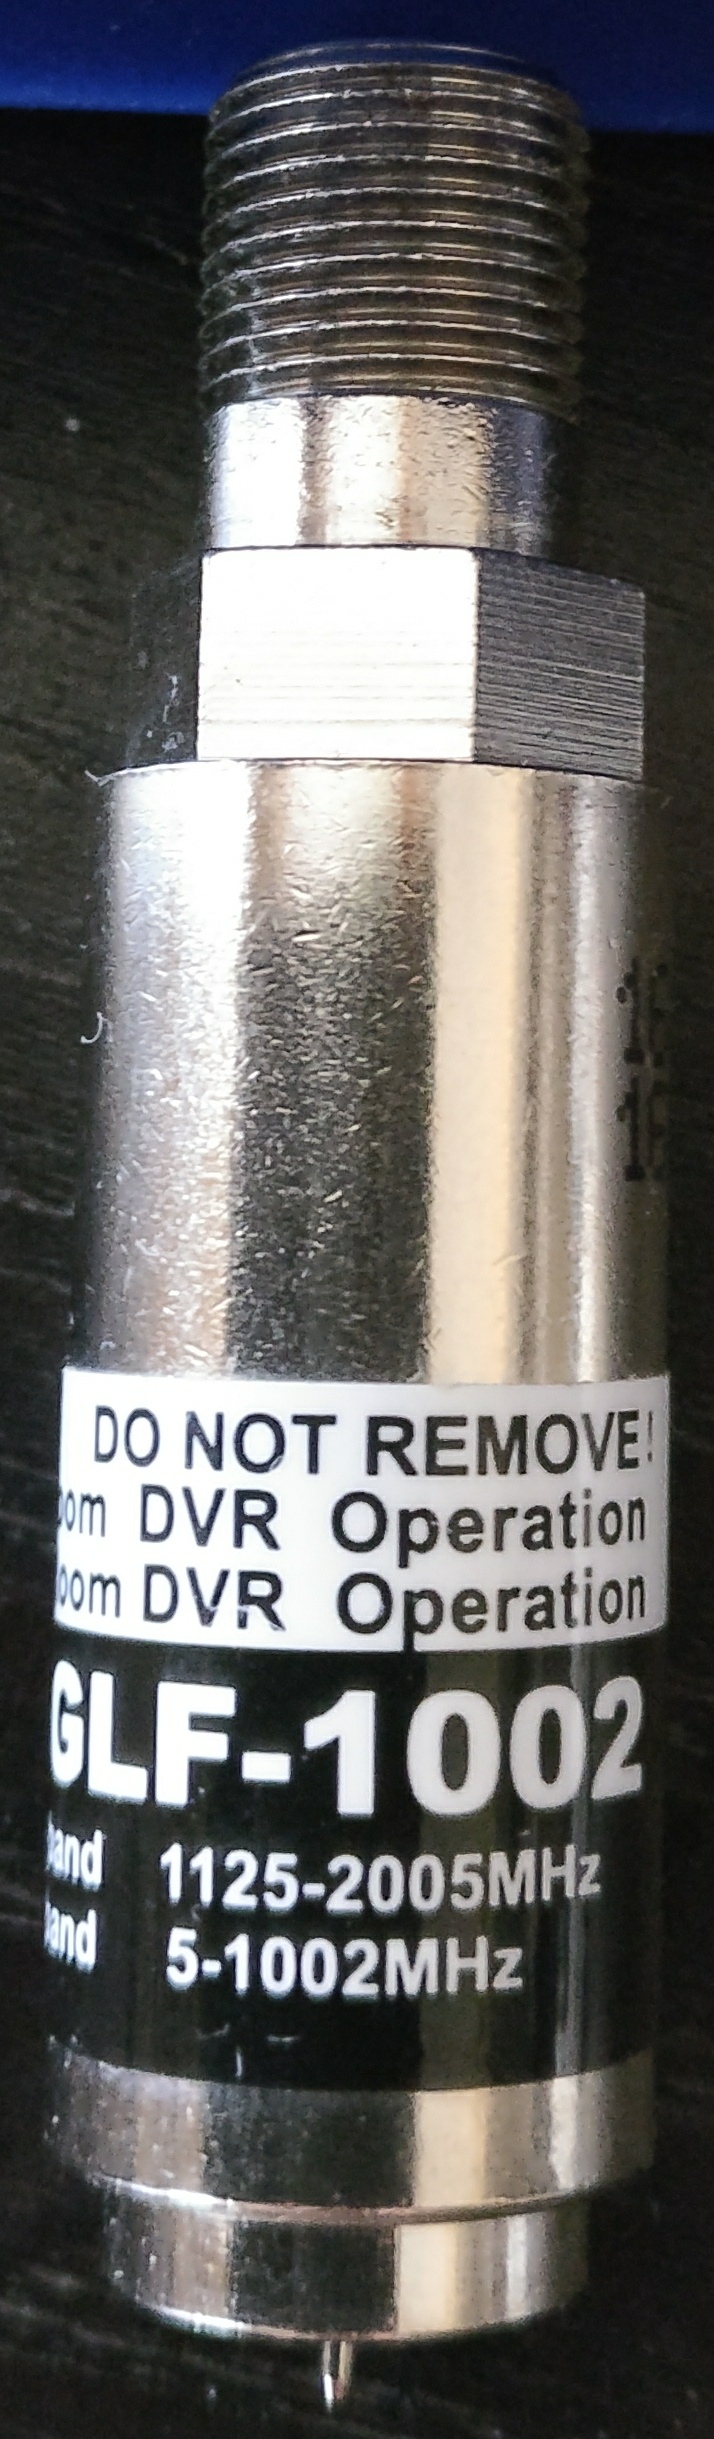 DO NOT REMOVE!
DVR Operation
DVR Operation
GLF-1002
1125-2005MHz
5-1002MHz